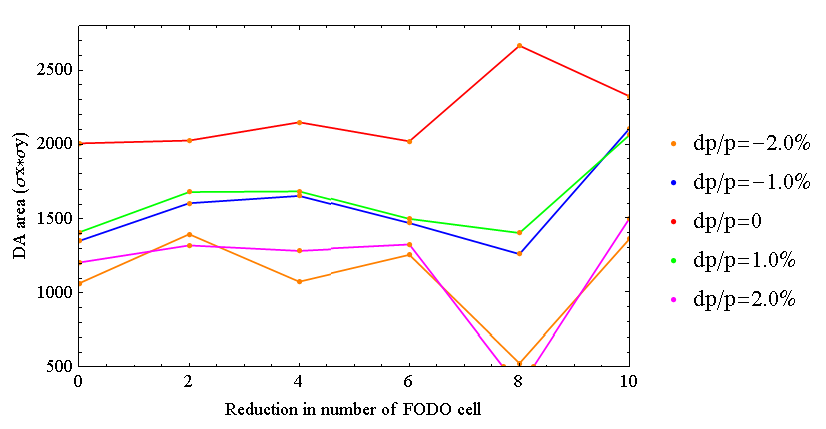 2500
2000
1500
1000
500
0
2
4
6
8
10
DA area (σx*σy)
Reduction in number of FODO cell
dp/p=−2.0%
dp/p=−1.0%
dp/p=0
dp/p=1.0%
dp/p=2.0%